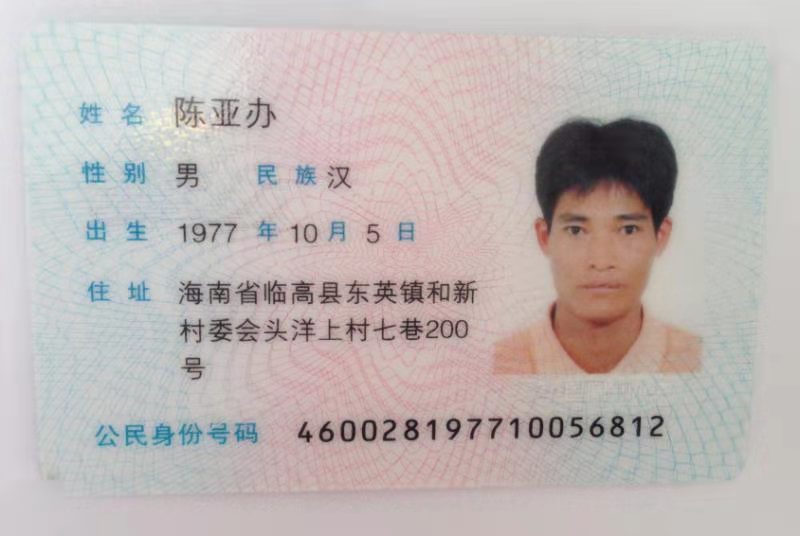 姓名 陈亚办
性别 男 民族 汉
出生 1977 年 10 月 5 日
住址 海南省临高县东英镇和新
村委会头洋上村七巷200
号
公民身份号码 460028197710056812